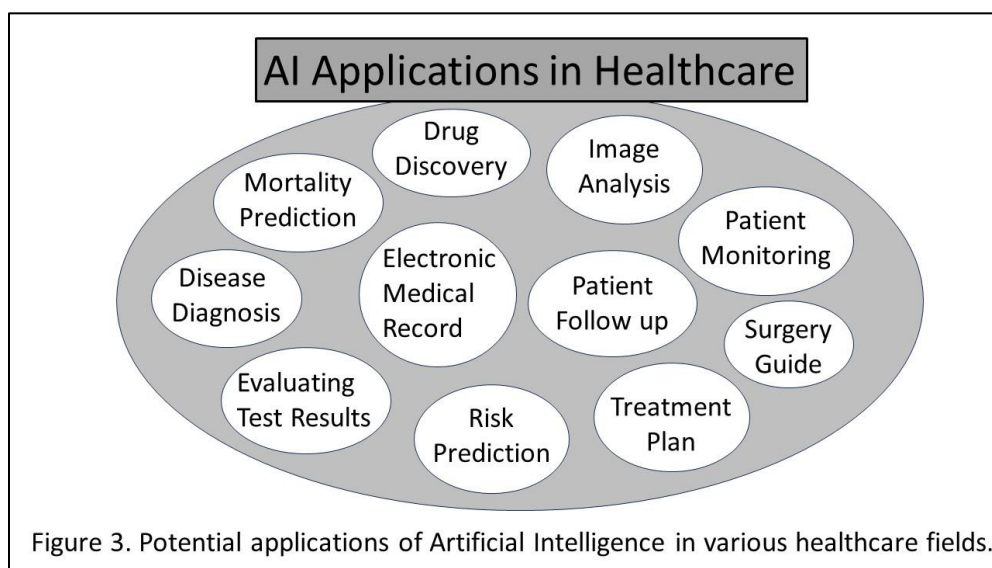 AI Applications in Healthcare
Drug
Discovery
Image
Analysis
Mortality
Prediction
Patient
Monitoring
Electronic
Medical
Record
Disease
Diagnosis
Patient
Follow up
Surgery
Guide
Evaluating
Test Results
Risk
Prediction
Treatment
Plan
Figure 3. Potential applications of Artificial Intelligence in various healthcare fields.